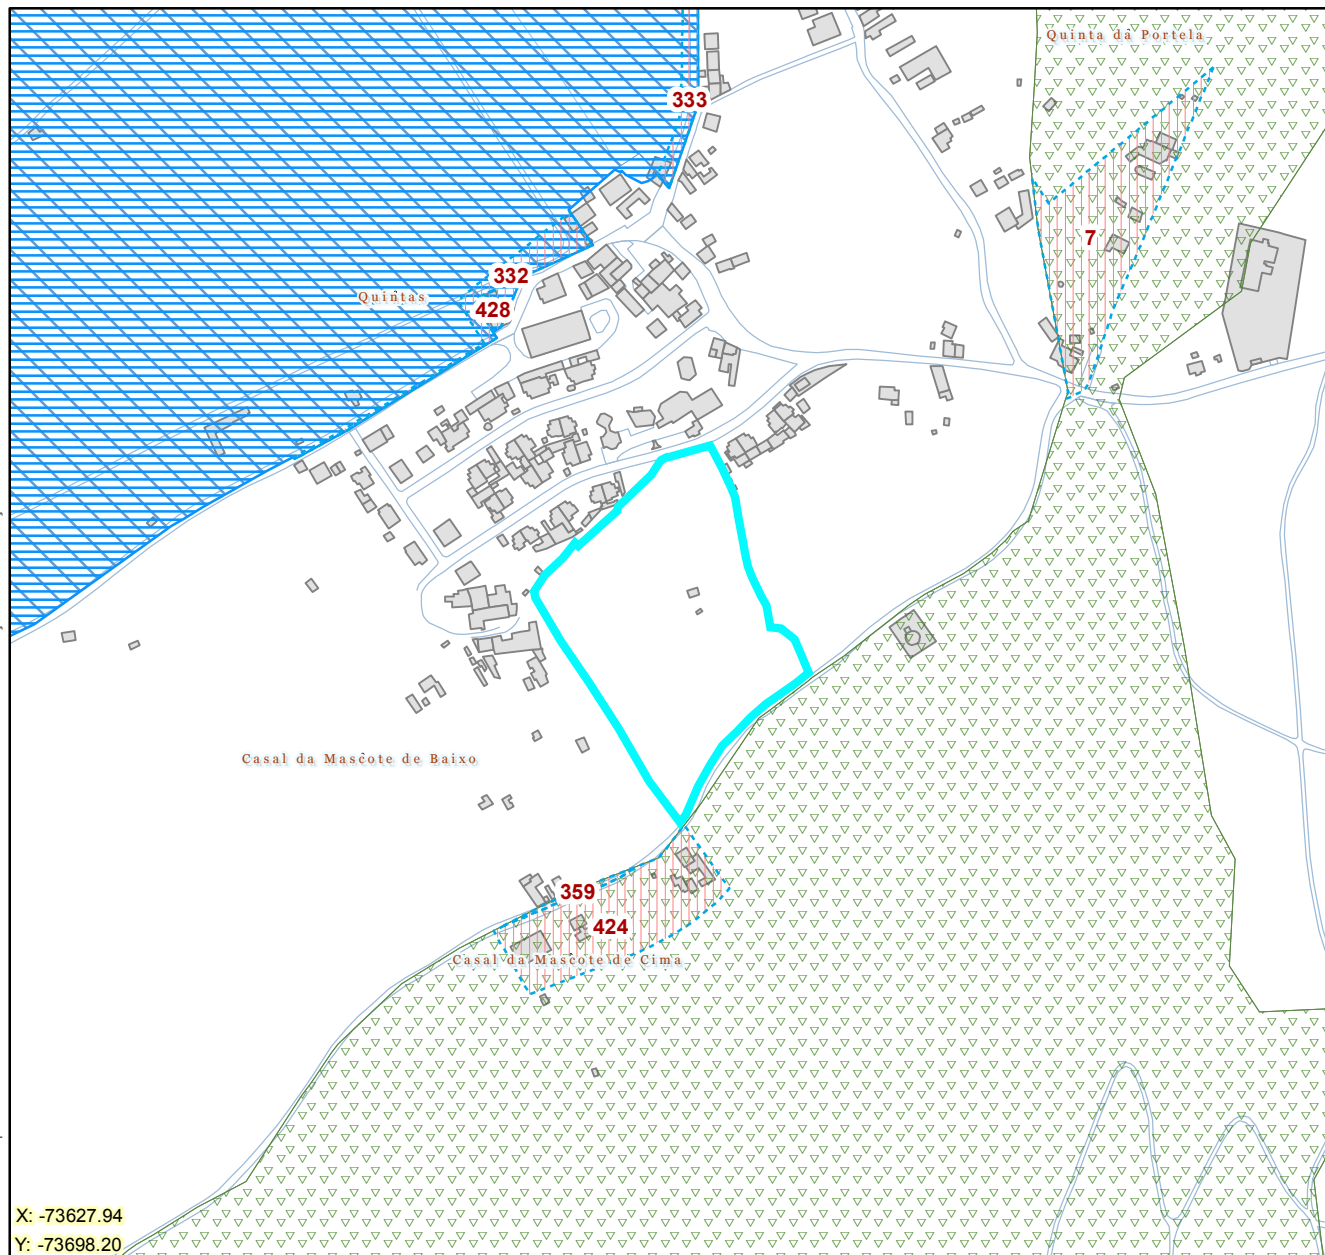 Quinta da Portela
333
7
332
Quintas
428
Casal da Mascote de Baixo
359
424
Casal da Mascote de Cima
X: -73627.94
Y: -73698.20